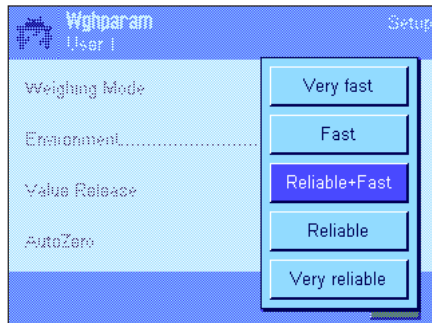 Wghparam
Setup
User 1
Weighing Mode
Environment
Value Release
AutoZero
Very fast
Fast
Reliable+Fast
Reliable
Very reliable